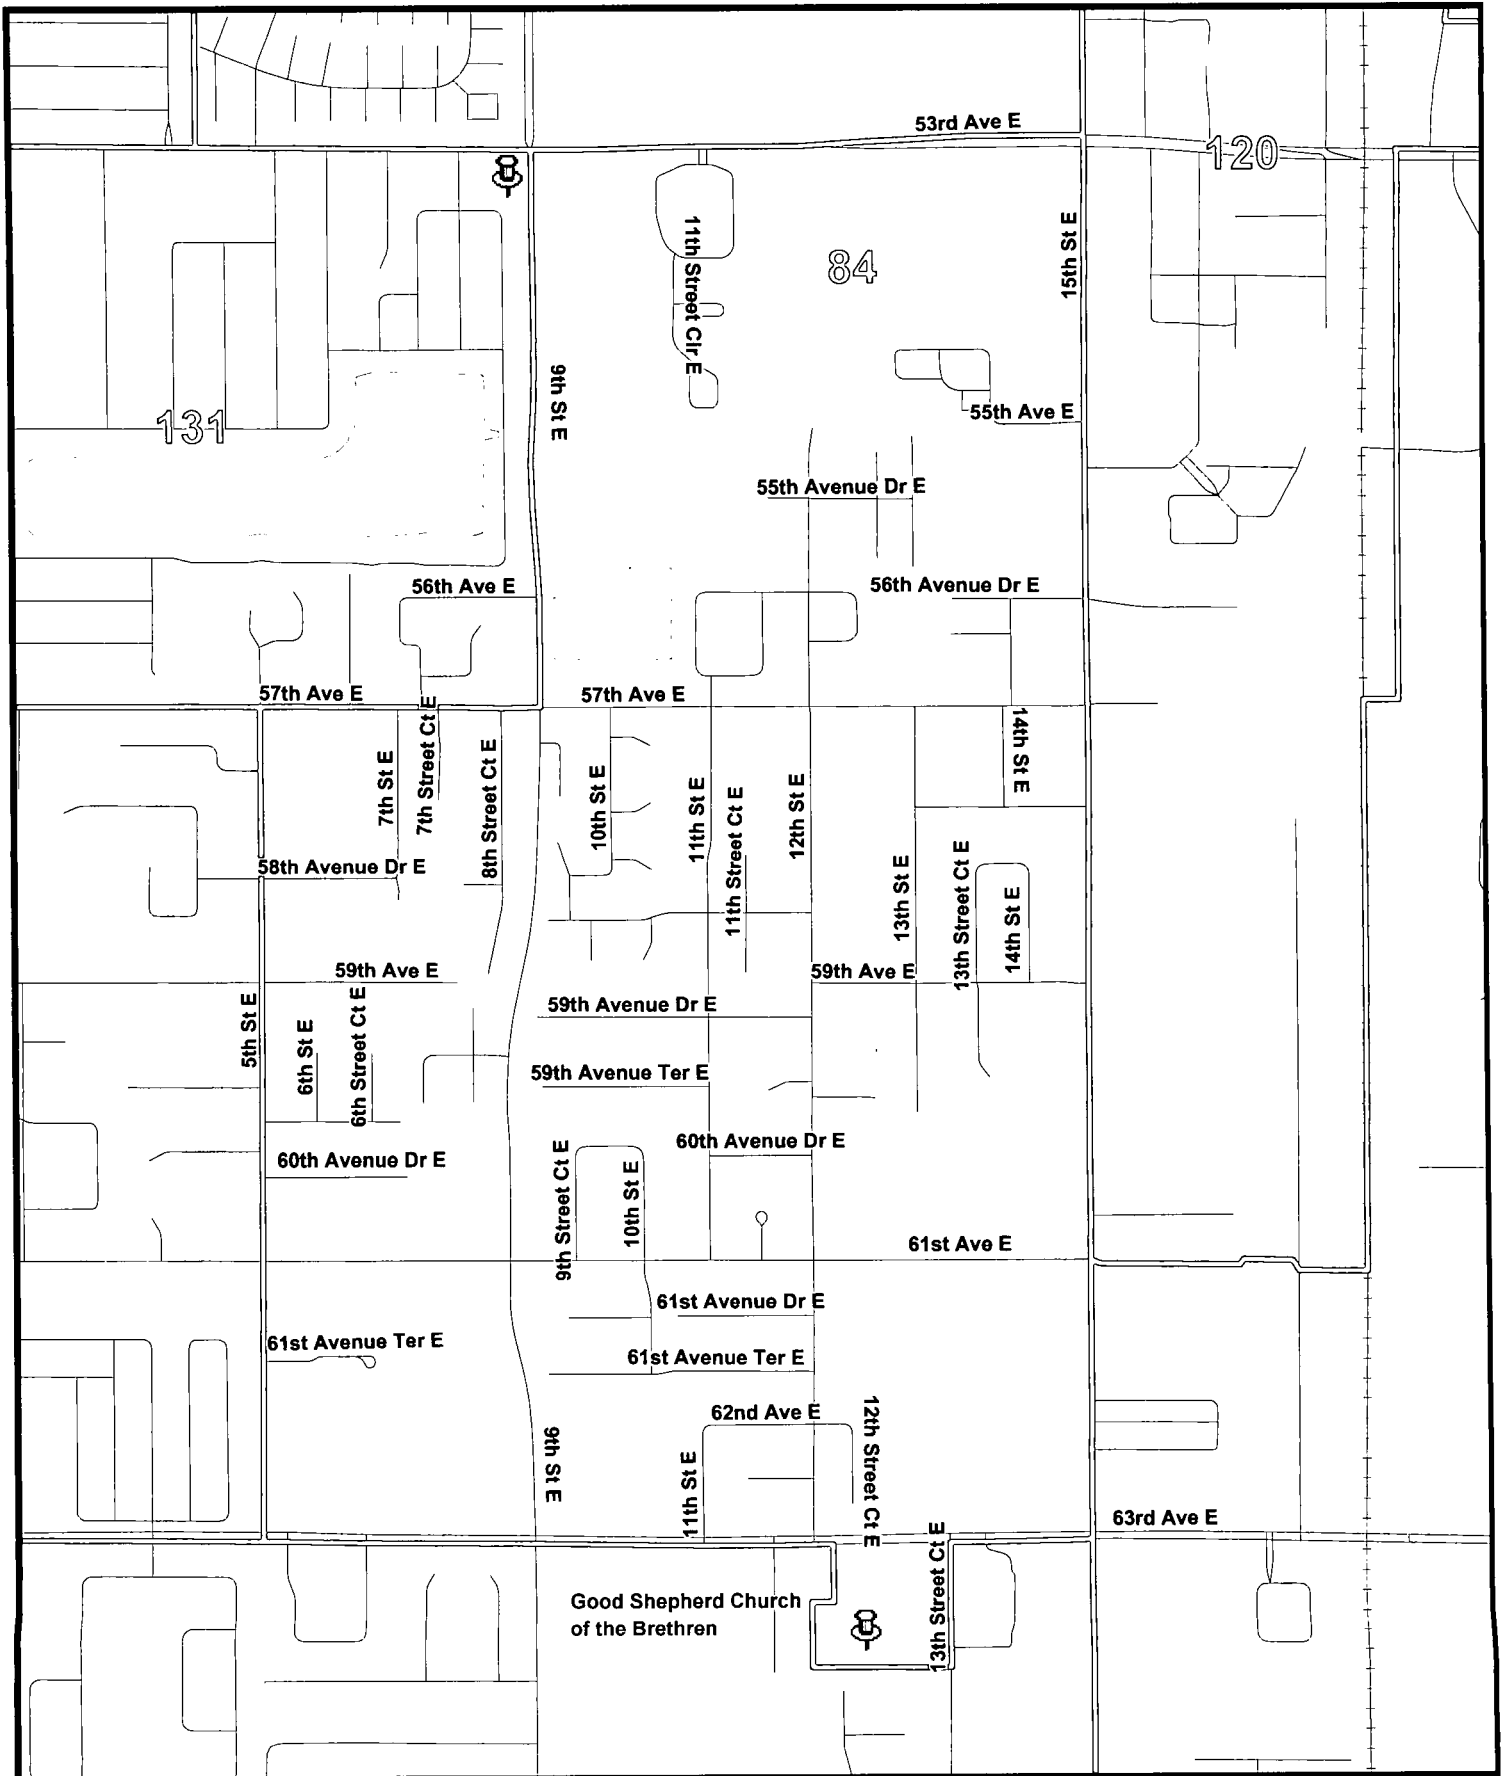 53rd Ave E
120
11th Street Cir E
84
15th St E
9th St E
131
55th Ave E
55th Avenue Dr E
56th Ave E
56th Avenue Dr E
57th Ave E
57th Ave E
7th St E
7th Street Ct E
8th Street Ct E
10th St E
11th St E
11th Street Ct E
12th St E
14th St E
58th Avenue Dr E
13th St E
13th Street Ct E
14th St E
59th Ave E
59th Ave E
5th St E
6th St E
6th Street Ct E
59th Avenue Dr E
59th Avenue Ter E
60th Avenue Dr E
60th Avenue Dr E
9th Street Ct E
10th St E
61st Ave E
61st Avenue Dr E
61st Avenue Ter E
61st Avenue Ter E
62nd Ave E
12th Street Ct E
9th St E
11th St E
63rd Ave E
13th Street Ct E
Good Shepherd Church
of the Brethren